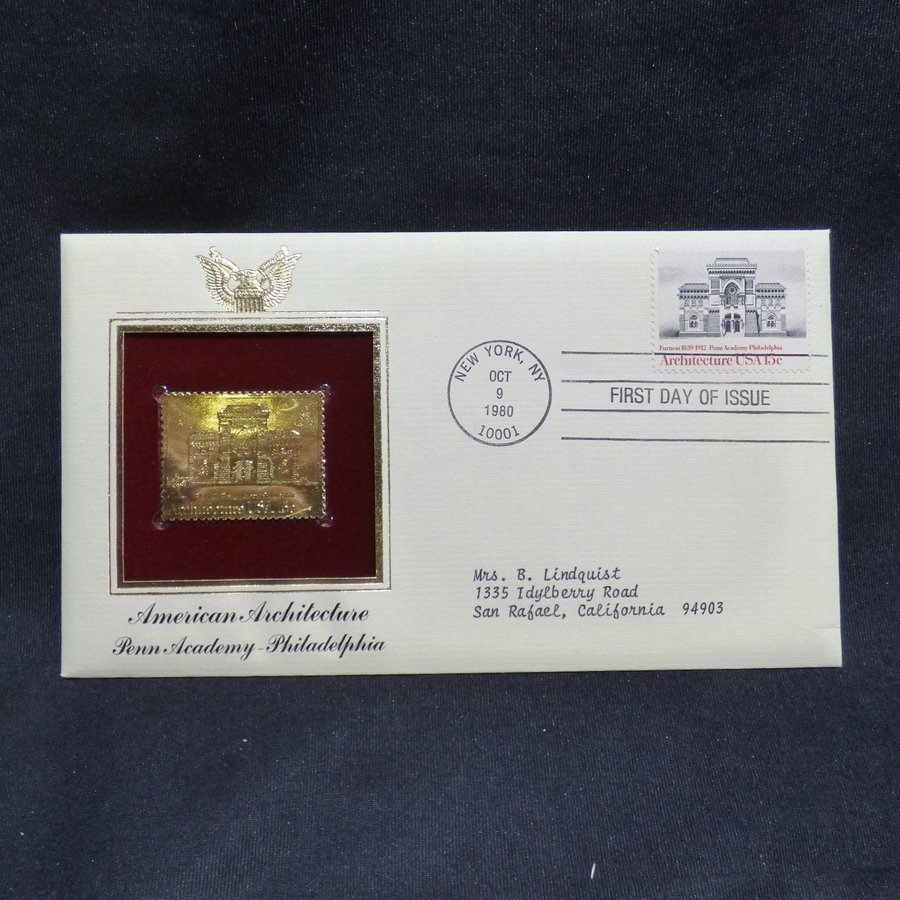 Furness 1839-1912 Penn Academy Philadelphia
Architecture USA 15c
NEW YORK, NY
OCT
9
1980
10001
FIRST DAY OF ISSUE
Mrs. B. Lindquist
1335 Idylberry Road
San Rafael, California 94903
American Architecture
Penn Academy-Philadelphia